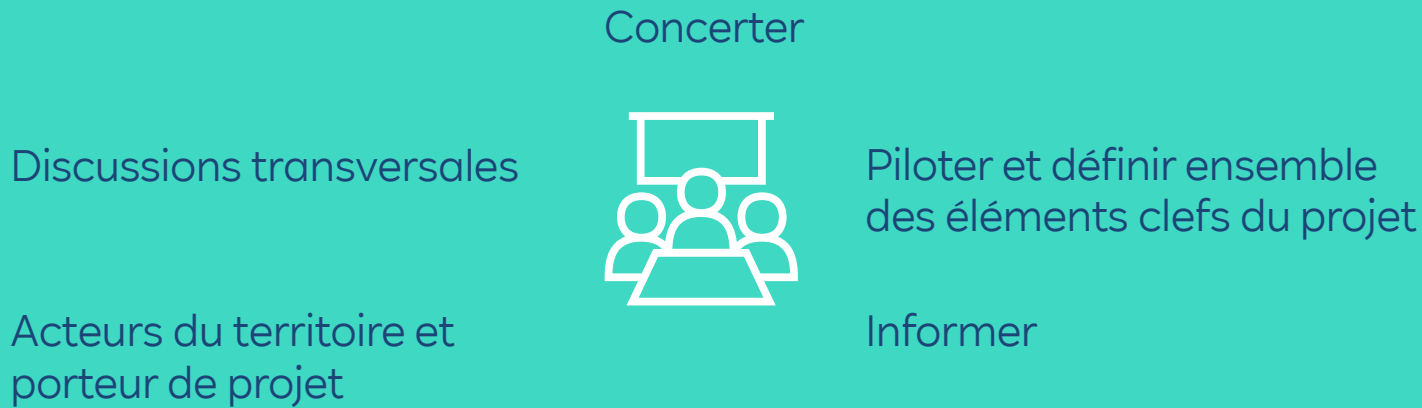 Concerter
Discussions transversales
Piloter et définir ensemble
des éléments clefs du projet
Acteurs du territoire et
porteur de projet
Informer